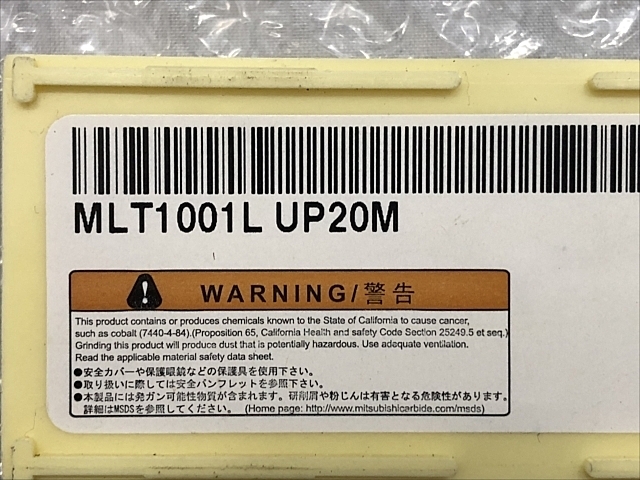 MLT1001L UP20M
WARNING/警告
This product contains or produces chemicals known to the State of California to cause cancer,
such as cobalt (7440-4-84).(Proposition 65, California Health and safety Code Section 25249.5 et seq.)
Grinding this product will produce dust that is potentially hazardous. Use adequate ventilation.
Read the applicable material safety data sheet.
●安全カバーや保護眼鏡などの保護具を使用下さい。
●取り扱いに際しては安全パンフレットを参照下さい。
●本製品には発ガン可能性物質が含まれます。研削屑や粉じんは有害となる危険性が有ります。
詳細はMSDSを参照してください。 (Home page: http://www.mitsubishicarbide.com/msds)